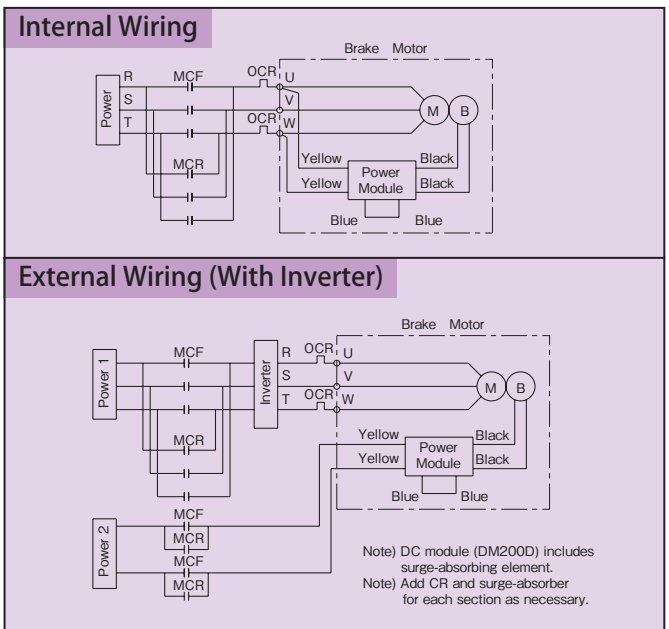 Internal Wiring
Brake Motor
Power
R
MCF
OCR
U
S
V
T
OCR
W
M
B
MCR
Yellow
Black
Power
Module
Yellow
Black
Blue
Blue
External Wiring (With Inverter)
Brake Motor
Power 1
MCF
Inverter
R
OCR
U
S
V
T
OCR
W
M
B
MCR
Yellow
Black
Power
Module
Yellow
Black
Blue
Blue
Power 2
MCF
MCR
MCF
MCR
Note) DC module (DM200D) includes
surge-absorbing element.
Note) Add CR and surge-absorber
for each section as necessary.